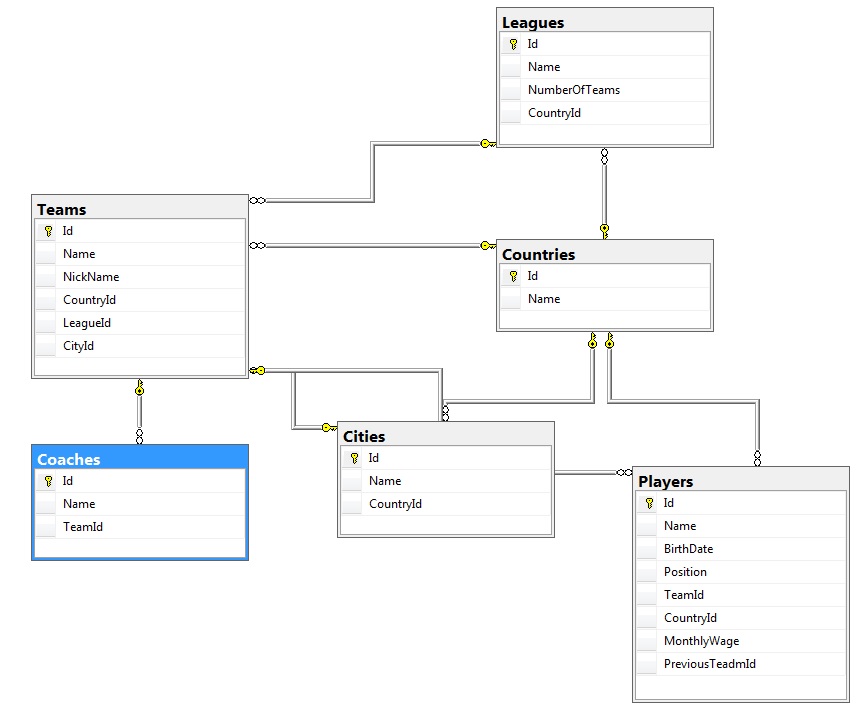 Leagues
Id
Name
NumberOfTeams
CountryId
Teams
Id
Name
NickName
CountryId
LeagueId
CityId
Countries
Id
Name
Coaches
Id
Name
TeamId
Cities
Id
Name
CountryId
Players
Id
Name
BirthDate
Position
TeamId
CountryId
MonthlyWage
PreviousTeadmId